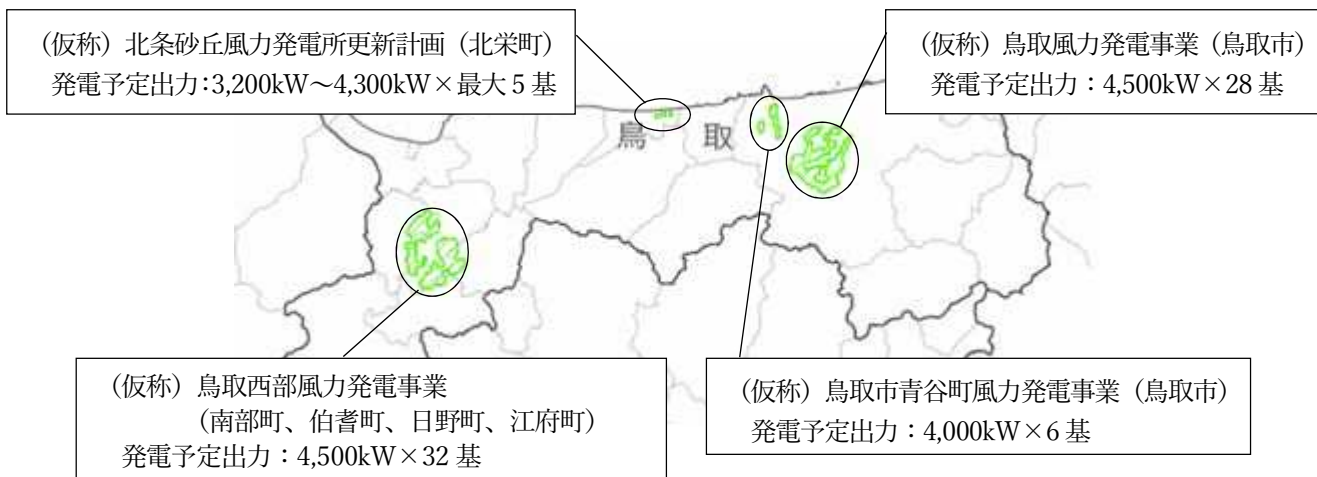 (仮称)北条砂丘風力発電所更新計画(北栄町)
発電予定出力:3,200kW〜4,300kW×最大5基
(仮称)鳥取風力発電事業(鳥取市)
発電予定出力:4,500kW×28基
鳥取
(仮称)鳥取西部風力発電事業
(南部町、伯耆町、日野町、江府町)
発電予定出力:4,500kW×32基
(仮称)鳥取市青谷町風力発電事業(鳥取市)
発電予定出力:4,000kW×6基